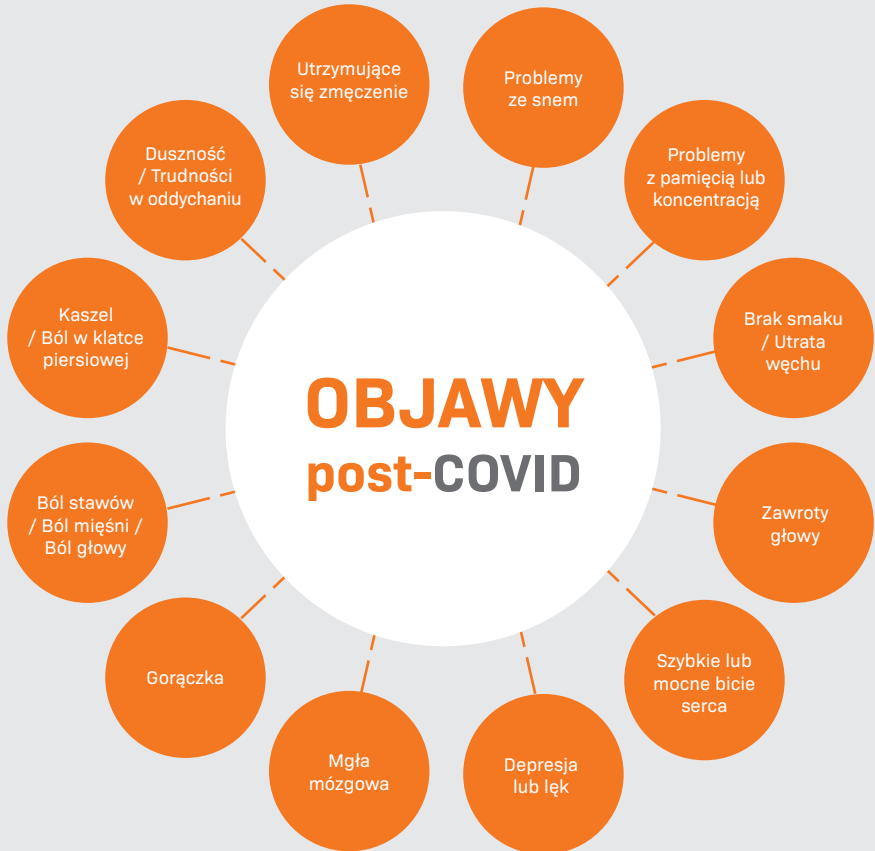 OBJAWY
post-COVID
Utrzymujące
się zmęczenie
Problemy
ze snem
Problemy
z pamięcią lub
koncentracją
Brak smaku
/ Utrata
węchu
Zawroty
głowy
Szybkie lub
mocne bicie
serca
Depresja
lub lęk
Mgła
mózgowa
Gorączka
Ból stawów
/ Ból mięśni /
Ból głowy
Kaszel
/ Ból w klatce
piersiowej
Duszność
/ Trudności
w oddychaniu